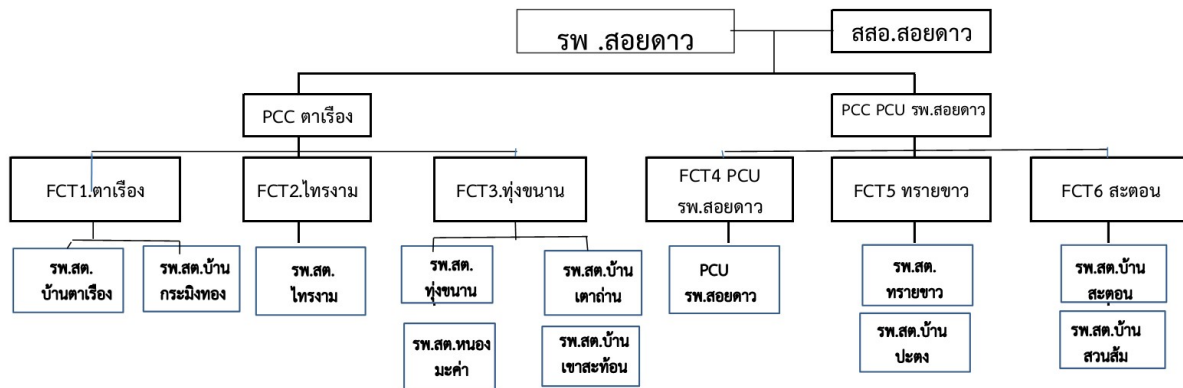 รพ .สอยดาว
สสอ.สอยดาว
PCC ตาเรือง
PCC PCU รพ.สอยดาว
FCT1.ตาเรือง
FCT2.ไทรงาม
FCT3.ทุ่งขนาน
FCT4 PCU
รพ.สอยดาว
FCT5 ทรายขาว
FCT6 สะตอน
รพ.สต.
บ้านตาเรือง
รพ.สต.บ้าน
กระมิงทอง
รพ.สต.
ไทรงาม
รพ.สต.
ทุ่งขนาน
รพ.สต.บ้าน
เตาถ่าน
PCU
รพ.สอยดาว
รพ.สต.
ทรายขาว
รพ.สต.บ้าน
สะตอน
รพ.สต.หนอง
มะค่า
รพ.สต.บ้าน
เขาสะท้อน
รพ.สต.บ้าน
ปะตง
รพ.สต.บ้าน
สวนส้ม